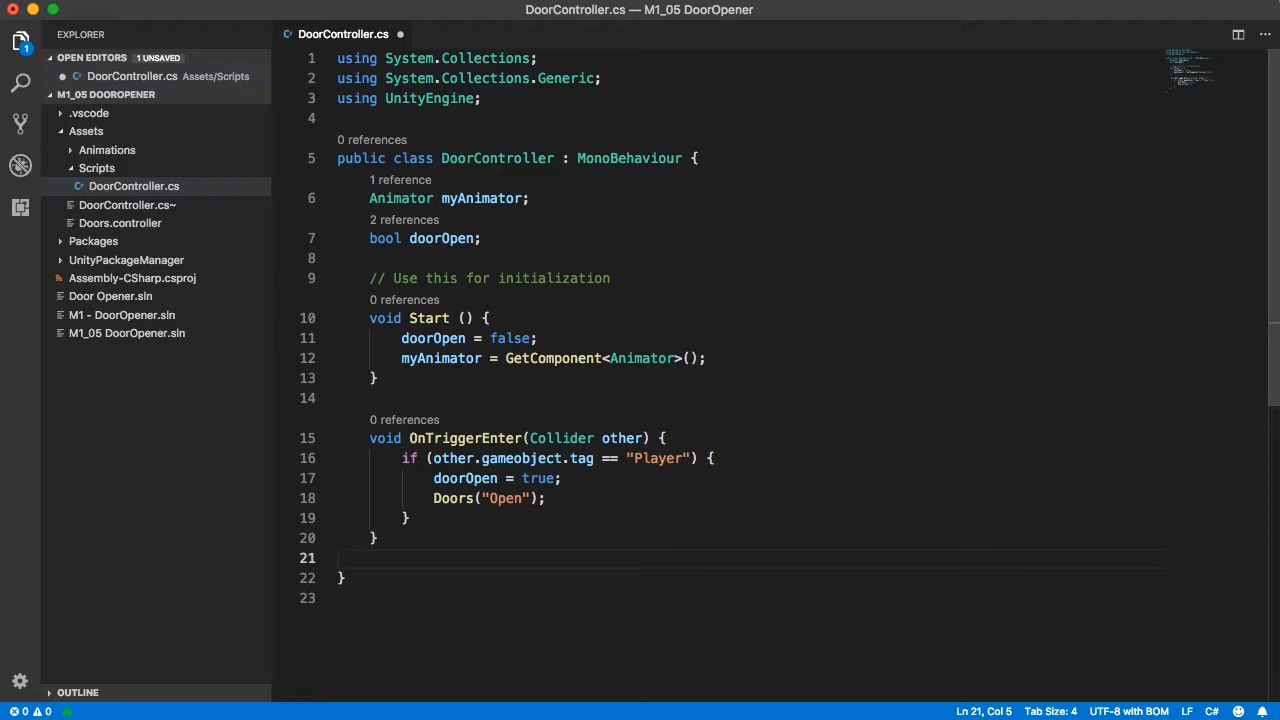 DoorController.cs — M1_05 DoorOpener
EXPLORER
OPEN EDITORS 1 UNSAVED
DoorController.cs Assets/Scripts
M1_05 DOOROPENER
.vscode
Assets
Animations
Scripts
DoorController.cs
DoorController.cs~
Doors.controller
Packages
UnityPackageManager
Assembly-CSharp.csproj
Door Opener.sln
M1 - DoorOpener.sln
M1_05 DoorOpener.sln
OUTLINE
1
DoorController.cs
1 using System.Collections;
2 using System.Collections.Generic;
3 using UnityEngine;
4
0 references
5 public class DoorController : MonoBehaviour {
1 reference
6 Animator myAnimator;
2 references
7 bool doorOpen;
8
9 // Use this for initialization
0 references
10 void Start () {
11 doorOpen = false;
12 myAnimator = GetComponent<Animator>();
13 }
14
0 references
15 void OnTriggerEnter(Collider other) {
16 if (other.gameobject.tag == "Player") {
17 doorOpen = true;
18 Doors("Open");
19 }
20 }
21
22 }
23
0 0 Ln 21, Col 5 Tab Size: 4 UTF-8 with BOM LF C#